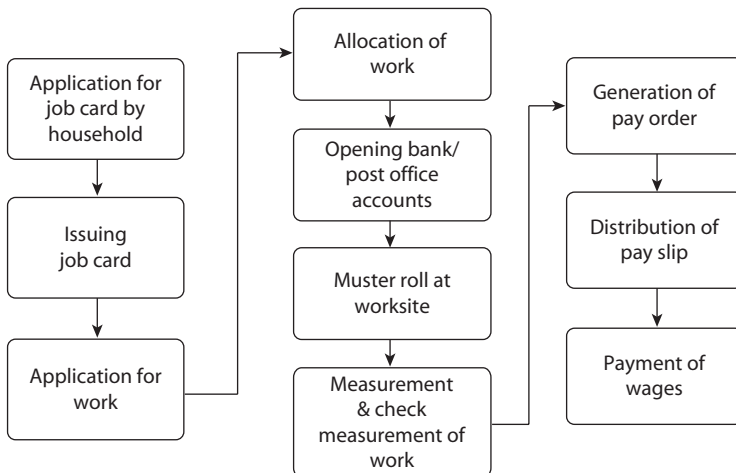 Application for
job card by
household
Issuing
job card
Application for
work
Allocation of
work
Opening bank/
post office
accounts
Muster roll at
worksite
Measurement
& check
measurement of
work
Generation of
pay order
Distribution of
pay slip
Payment of
wages